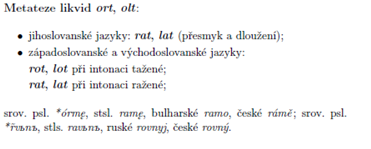 Metateze likvid ort, olt:
• jihoslovanské jazyky: rat, lat (přesmyk a dloužení);
• západoslovanské a východoslovanské jazyky:
rot, lot při intonaci tažené;
rat, lat při intonaci ražené;
srov. psl. *órmę, stsl. ramę, bulharské ramo, české rámě; srov. psl.
*r̃vьnъ, stls. ravьnъ, ruské rovnyj, české rovný.